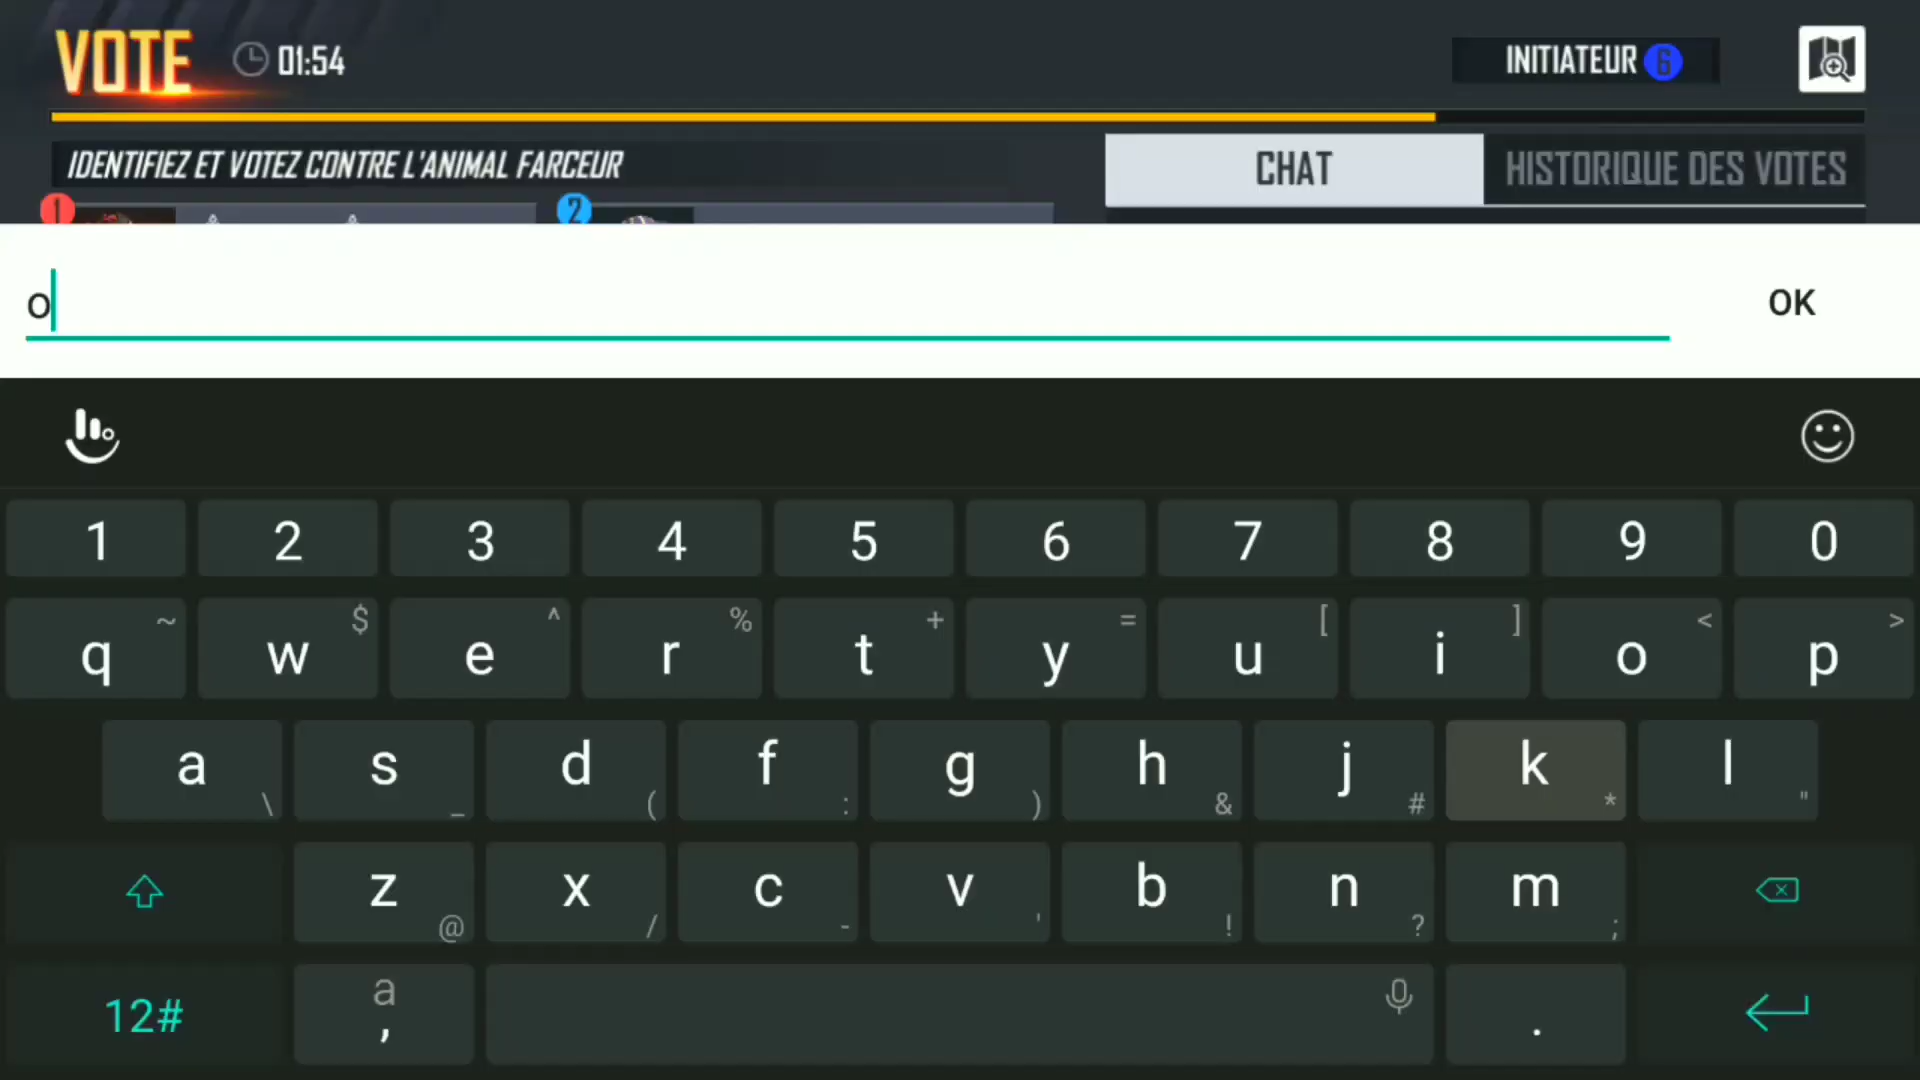 VOTE 01:54 INITIATEUR 6
IDENTIFIEZ ET VOTEZ CONTRE L'ANIMAL FARCEUR
CHAT HISTORIQUE DES VOTES
1 2
o OK
1 2 3 4 5 6 7 8 9 0
~ $ ^ % + = [ ] < >
q w e r t y u i o p
a s d f g h j k l
\ _ ( : ) & # * "
z x c v b n m
@ / - ' ! ? ;
12# a , .